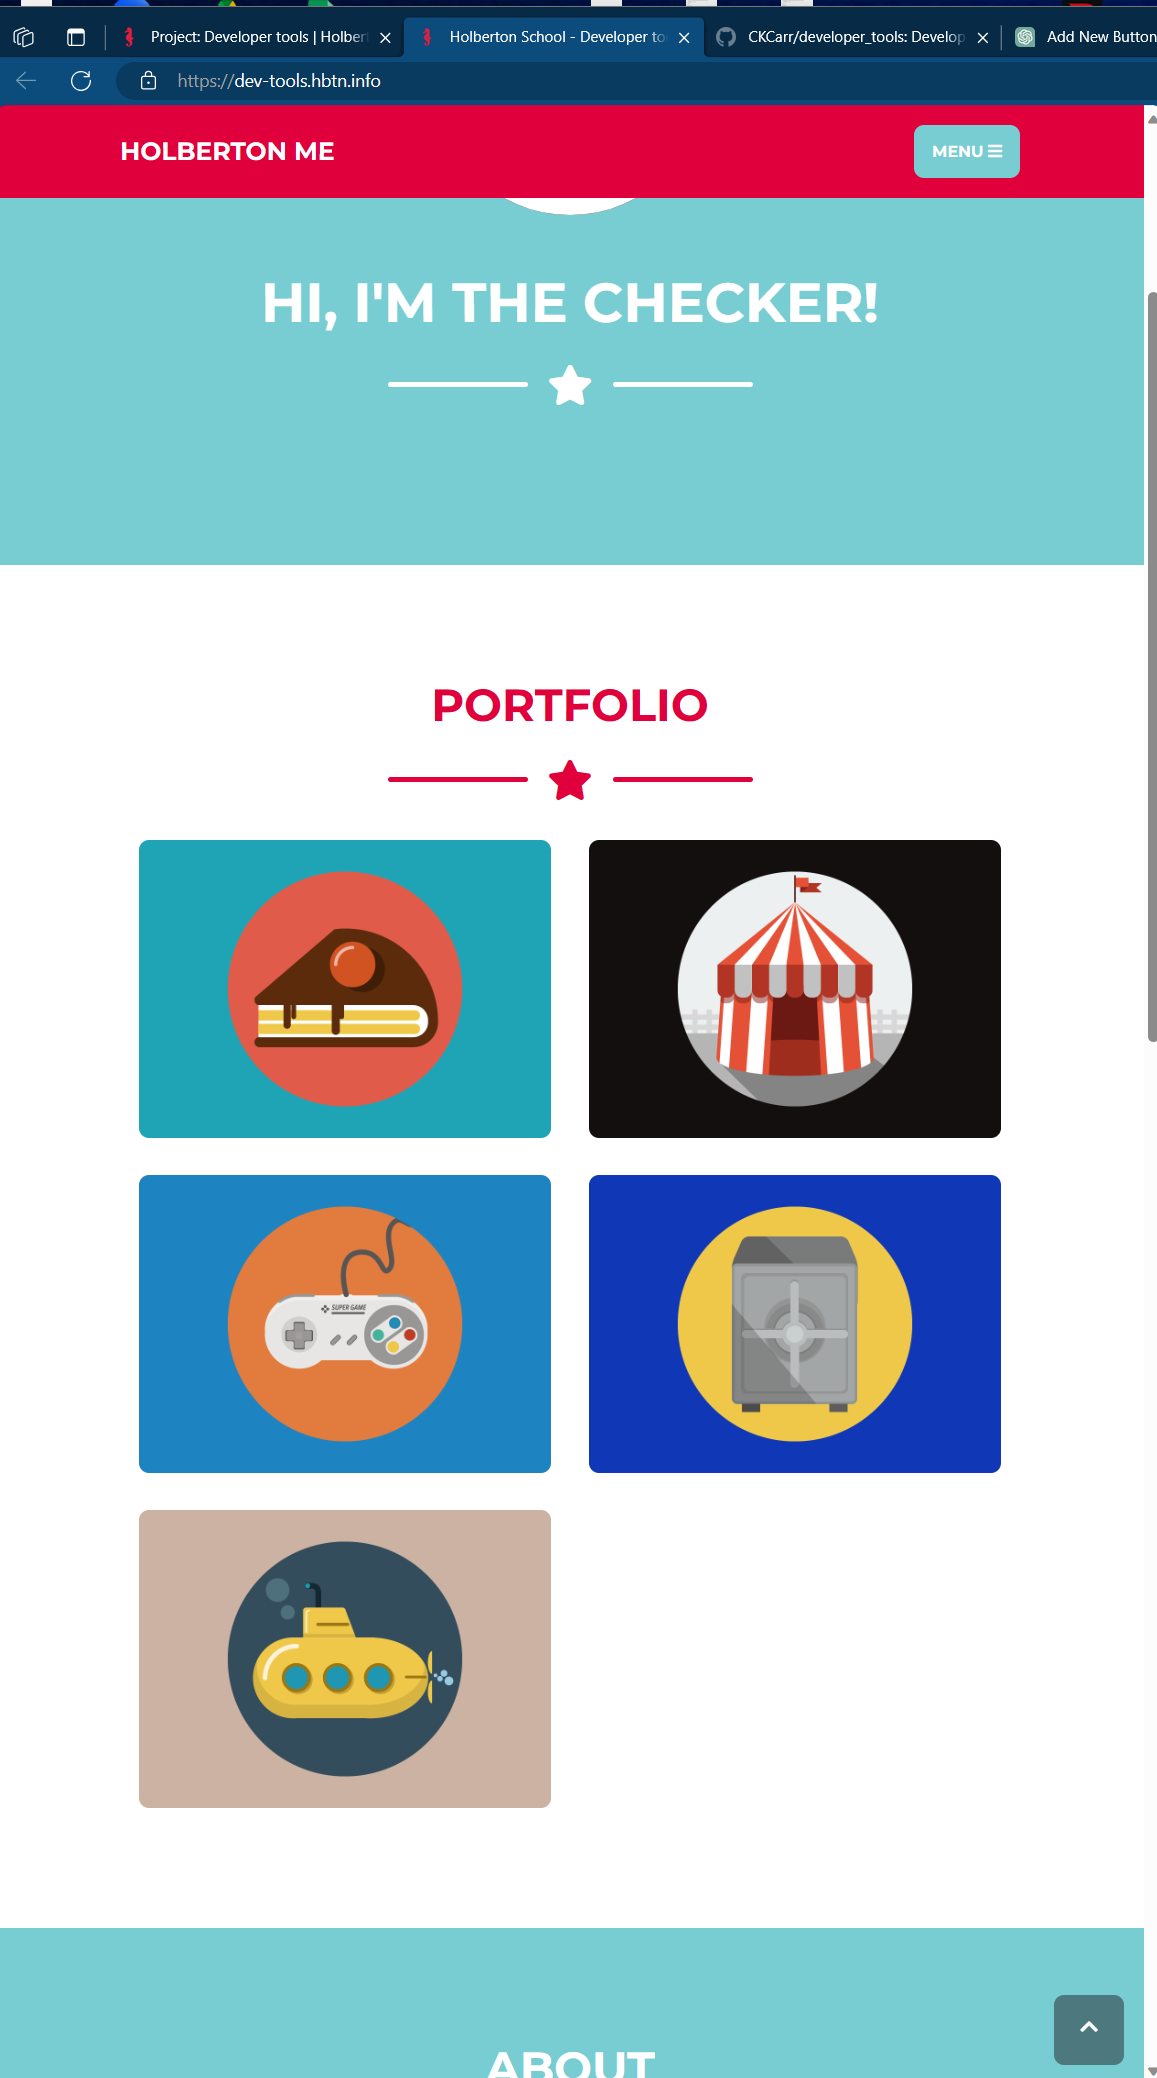 Project: Developer tools | Holber
Holberton School - Developer to
CKCarr/developer_tools: Develop
Add New Button
https://dev-tools.hbtn.info
HOLBERTON ME
MENU
HI, I'M THE CHECKER!
PORTFOLIO
SUPER GAME
ABOUT